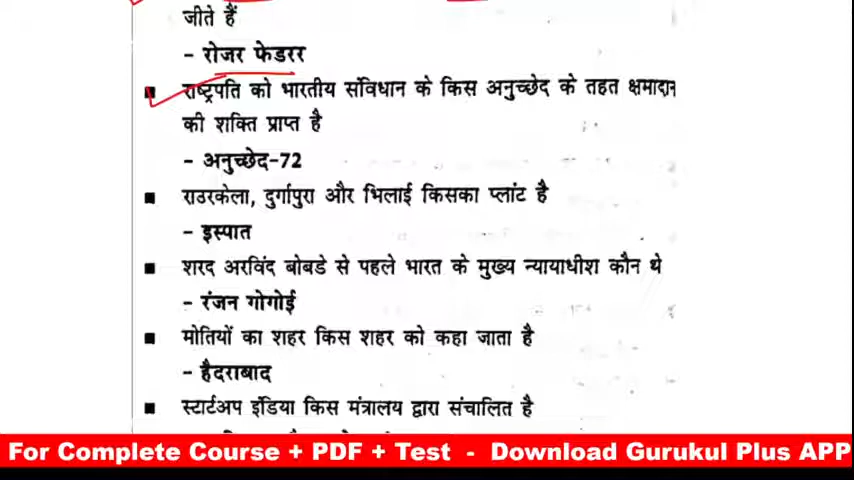 जीते हैं
- रोजर फेडरर
■ राष्ट्रपति को भारतीय संविधान के किस अनुच्छेद के तहत क्षमादान
की शक्ति प्राप्त है
- अनुच्छेद-72
■ राउरकेला, दुर्गापुरा और भिलाई किसका प्लांट है
- इस्पात
■ शरद अरविंद बोबडे से पहले भारत के मुख्य न्यायाधीश कौन थे
- रंजन गोगोई
■ मोतियों का शहर किस शहर को कहा जाता है
- हैदराबाद
■ स्टार्टअप इंडिया किस मंत्रालय द्वारा संचालित है
For Complete Course + PDF + Test - Download Gurukul Plus APP